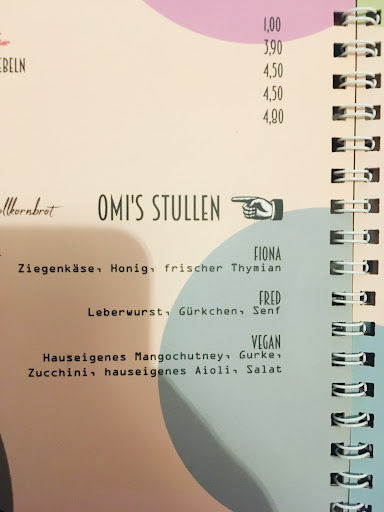 1,00
3,90
EBELN
4,50
4,50
4,80
ollkornbrot
OMI'S STULLEN
FIONA
Ziegenkäse, Honig, frischer Thymian
FRED
Leberwurst, Gürkchen, Senf
VEGAN
Hauseigenes Mangochutney, Gurke,
Zucchini, hauseigenes Aioli, Salat